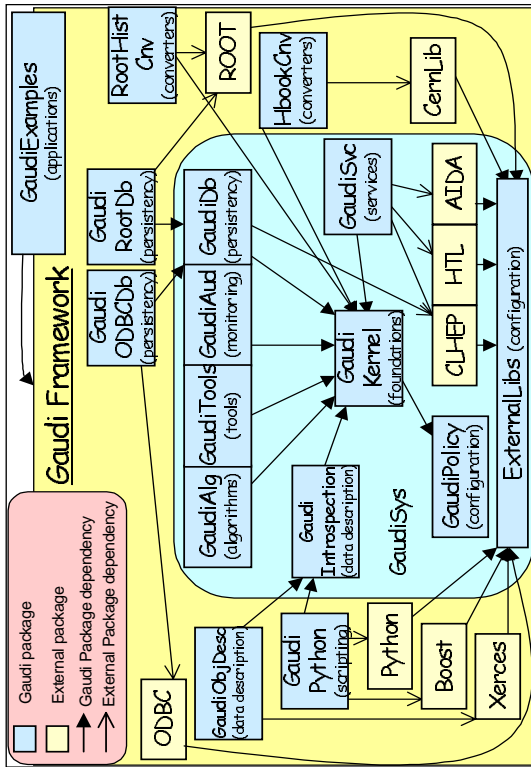 Gaudi package
External package
Gaudi Package dependency
External Package dependency
Gaudi Framework
GaudiExamples
(applications)
ODBC
Gaudi
ODBCDb
(persistency)
Gaudi
RootDb
(persistency)
RootHist
Cnv
(converters)
ROOT
GaudiAlg
(algorithms)
GaudiTools
(tools)
GaudiAud
(monitoring)
GaudiDb
(persistency)
HbookCnv
(converters)
GaudiObjDesc
(data description)
Gaudi
Introspection
(data description)
Gaudi
Kernel
(foundations)
GaudiSvc
(services)
CernLib
Gaudi
Python
(scripting)
GaudiSys
Python
Boost
Xerces
GaudiPolicy
(configuration)
CLHEP
HTL
AIDA
ExternalLibs (configuration)